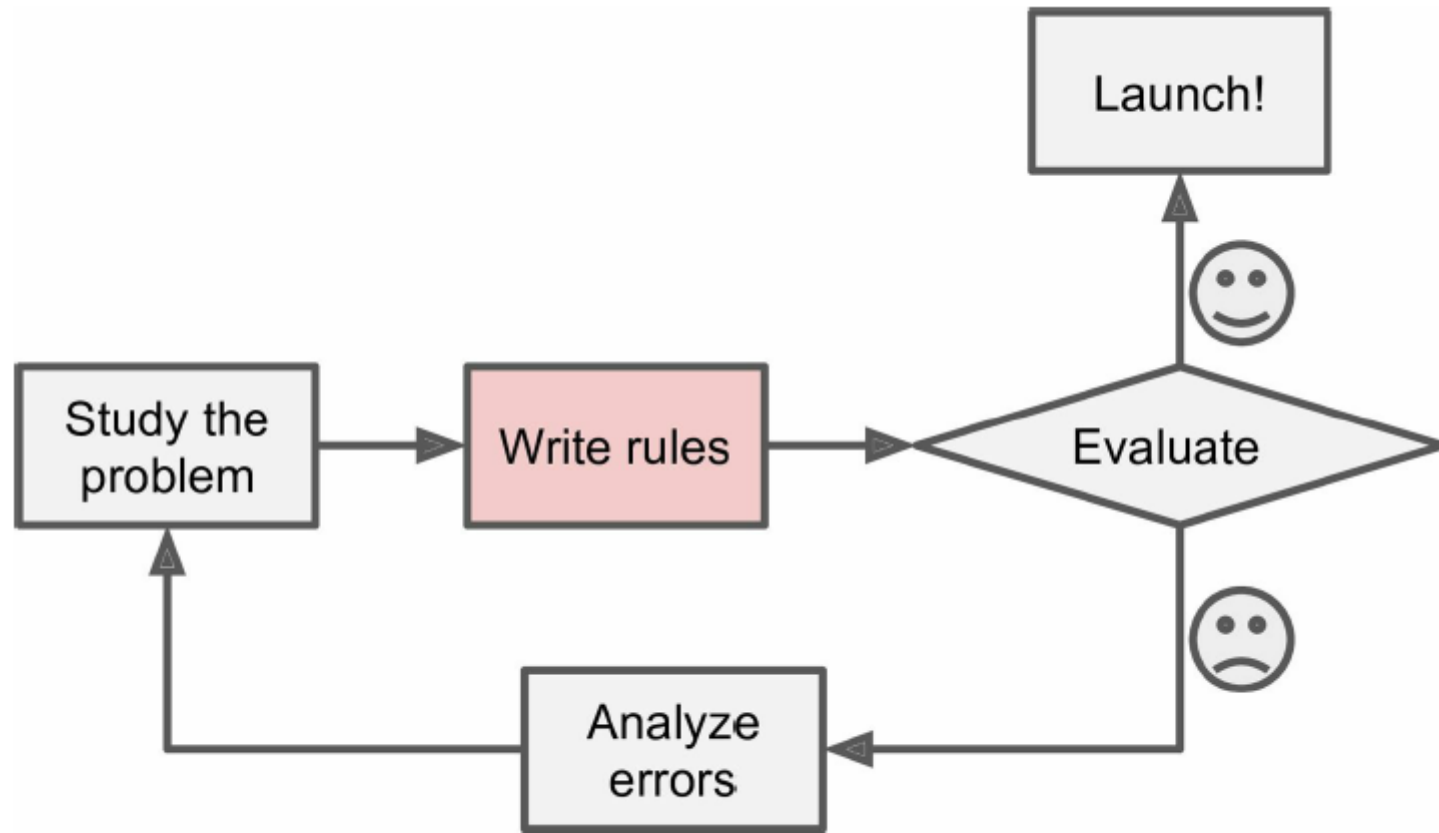 Launch!
Study the
problem
Write rules
Evaluate
Analyze
errors